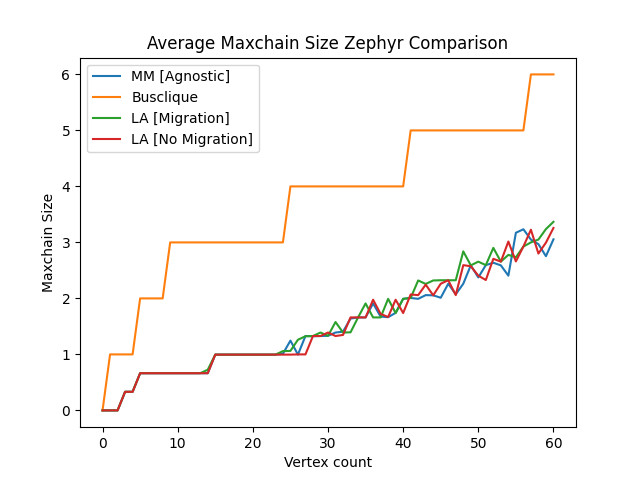 Average Maxchain Size Zephyr Comparison
MM [Agnostic]
Busclique
LA [Migration]
LA [No Migration]
Maxchain Size
6
5
4
3
2
1
0
0 10 20 30 40 50 60
Vertex count